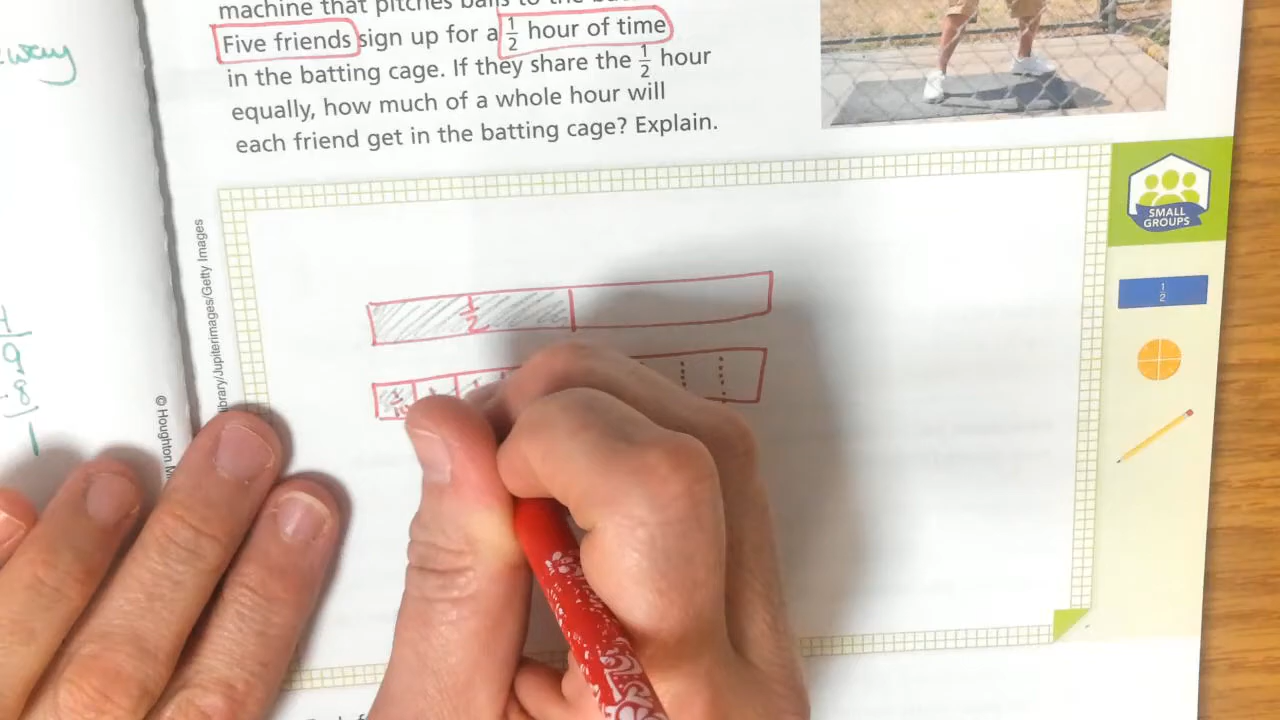 machine that pitches balls to the
Five friends sign up for a 1/2 hour of time
in the batting cage. If they share the 1/2 hour
equally, how much of a whole hour will
each friend get in the batting cage? Explain.
way
SMALL
GROUPS
1/2
1/2
© Houghton
library/Jupiterimages/Getty Images